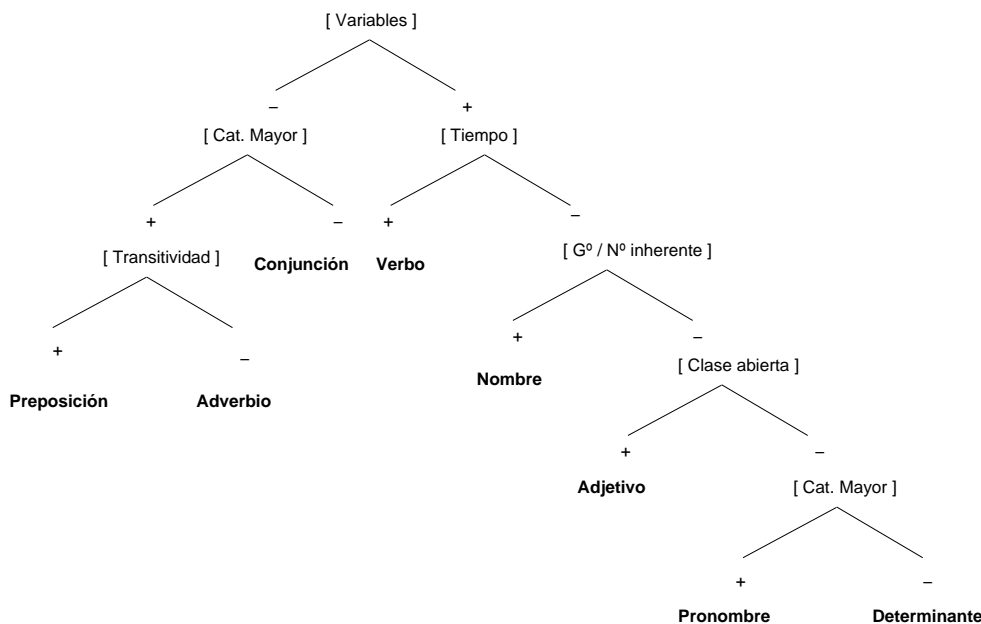 [ Variables ]
– +
[ Cat. Mayor ] [ Tiempo ]
+ – + –
[ Transitividad ] Conjunción Verbo [ Gº / Nº inherente ]
+ – + –
Preposición Adverbio Nombre [ Clase abierta ]
+ –
Adjetivo [ Cat. Mayor ]
+ –
Pronombre Determinante